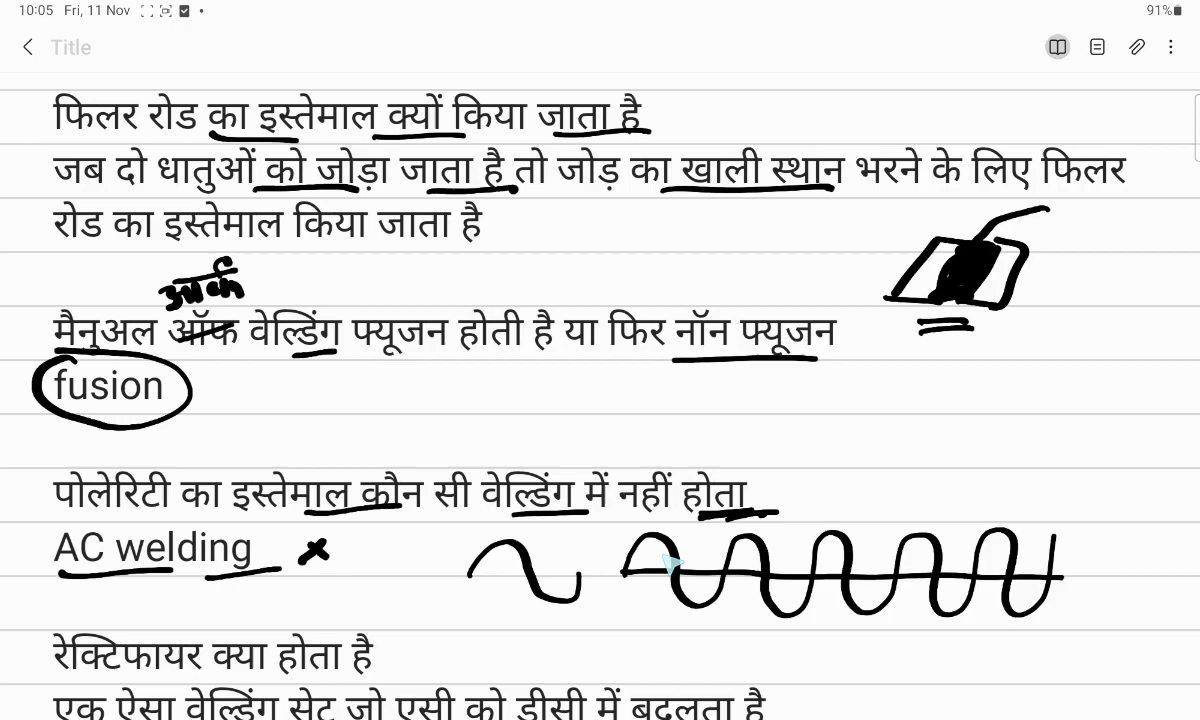 10:05 Fri, 11 Nov 91%
Title
फिलर रोड का इस्तेमाल क्यों किया जाता है
जब दो धातुओं को जोड़ा जाता है तो जोड़ का खाली स्थान भरने के लिए फिलर
रोड का इस्तेमाल किया जाता है
आर्क
मैनुअल ऑफ वेल्डिंग फ्यूजन होती है या फिर नॉन फ्यूजन
fusion
पोलेरिटी का इस्तेमाल कौन सी वेल्डिंग में नहीं होता
AC welding
रेक्टिफायर क्या होता है
एक ऐसा वेल्डिंग सेट जो एसी को डीसी में बदलता है